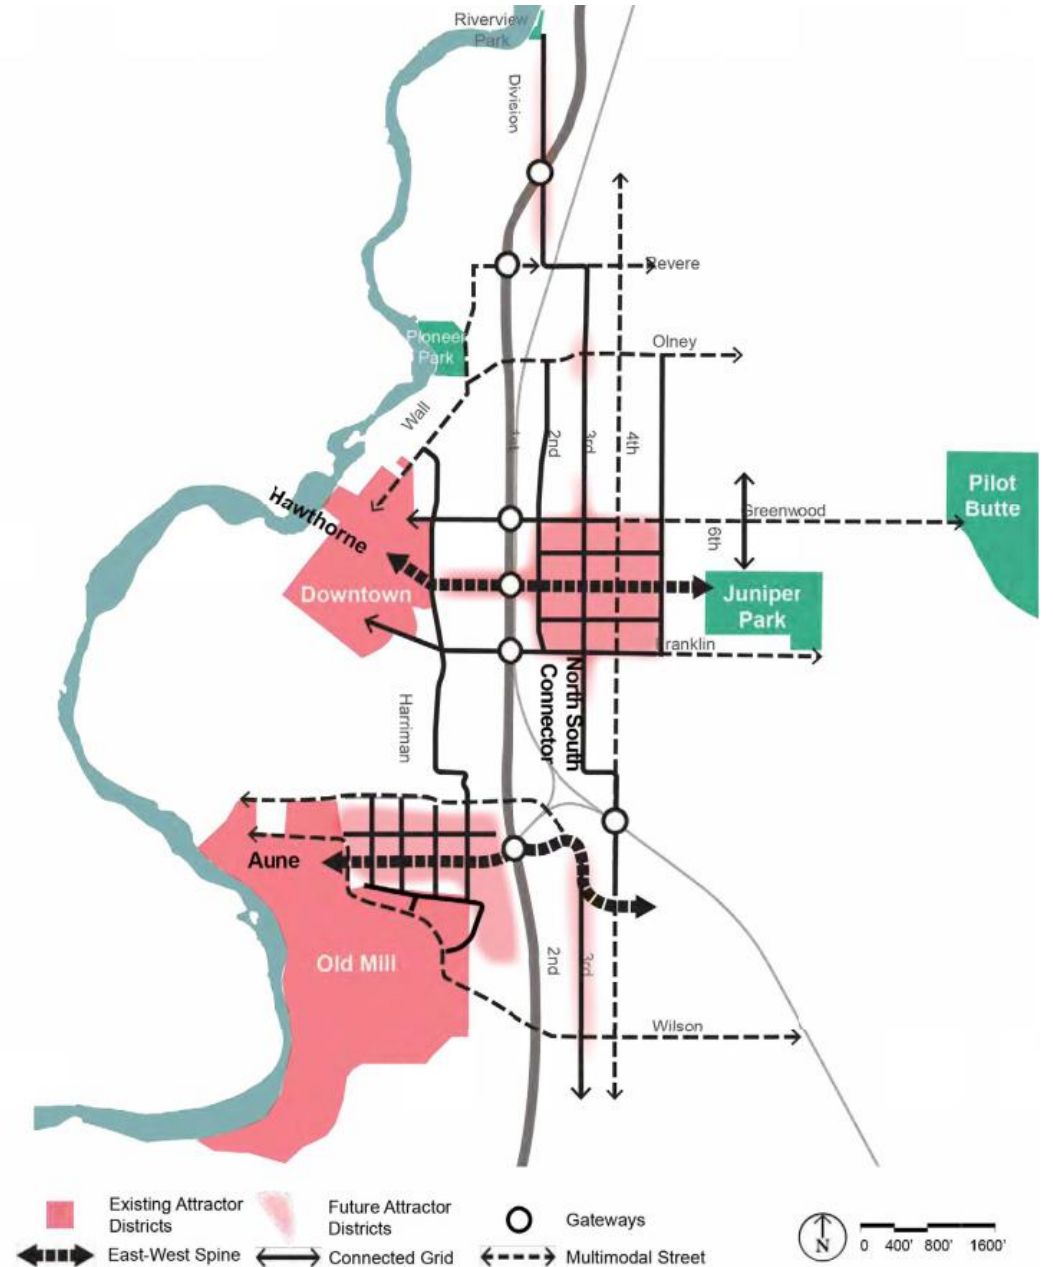 Riverview
Park
Division
Revere
Pioneer
Park
Olney
Wall
1st
2nd
3rd
4th
Pilot
Butte
Hawthorne
Greenwood
6th
Downtown
Juniper
Park
Franklin
North South
Connector
Harriman
Aune
Old Mill
2nd
3rd
Wilson
Existing Attractor
Districts
Future Attractor
Districts
Gateways
East-West Spine
Connected Grid
Multimodal Street
N
0 400' 800' 1600'